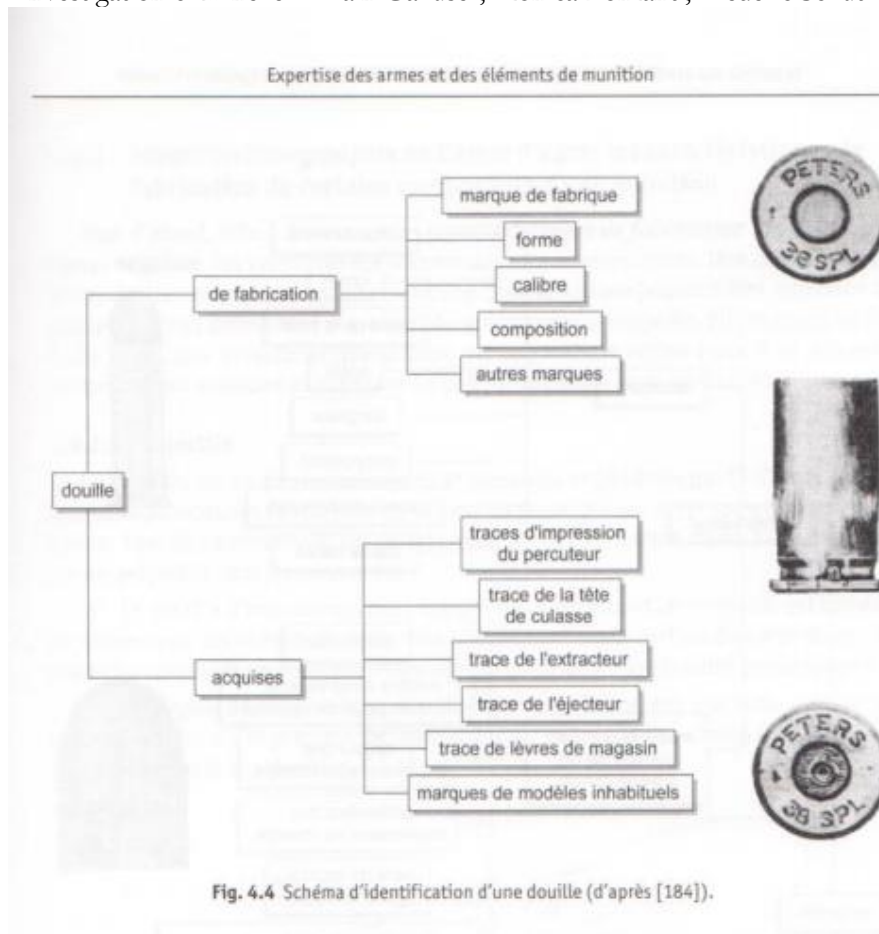 Expertise des armes et des éléments de munition
marque de fabrique
forme
de fabrication
calibre
composition
autres marques
douille
traces d'impression
du percuteur
trace de la tête
de culasse
acquises
trace de l'extracteur
trace de l'éjecteur
trace de lèvres de magasin
marques de modèles inhabituels
PETERS
38 SPL
PETERS
38 SPL
Fig. 4.4 Schéma d'identification d'une douille (d'après [184]).